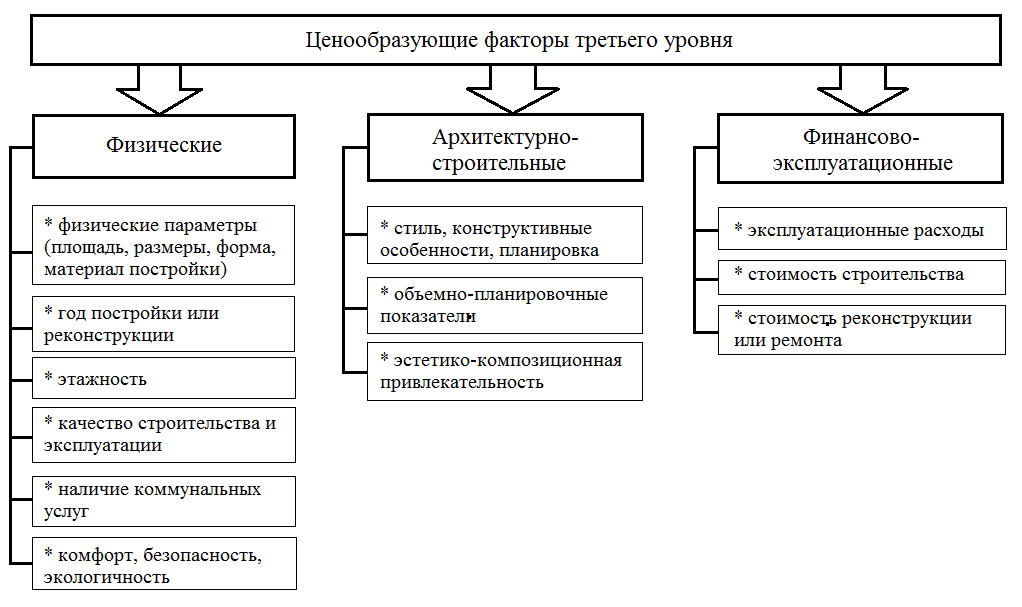 Ценообразующие факторы третьего уровня
Физические
* физические параметры
(площадь, размеры, форма,
материал постройки)
* год постройки или
реконструкции
* этажность
* качество строительства и
эксплуатации
* наличие коммунальных
услуг
* комфорт, безопасность,
экологичность
Архитектурно-
строительные
* стиль, конструктивные
особенности, планировка
* объемно-планировочные
показатели
* эстетико-композиционная
привлекательность
Финансово-
эксплуатационные
* эксплуатационные расходы
* стоимость строительства
* стоимость реконструкции
или ремонта